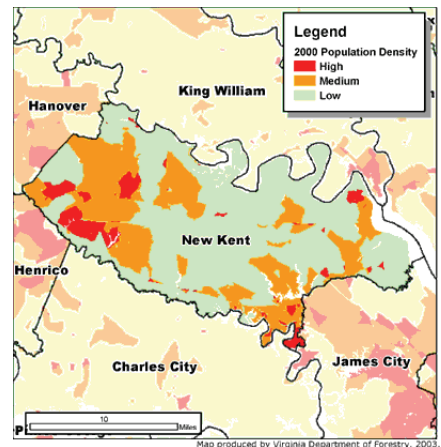 Legend
2000 Population Density
High
Medium
Low
King William
Hanover
New Kent
Henrico
Charles City
James City
10
Miles
Map produced by Virginia Department of Forestry, 2003.